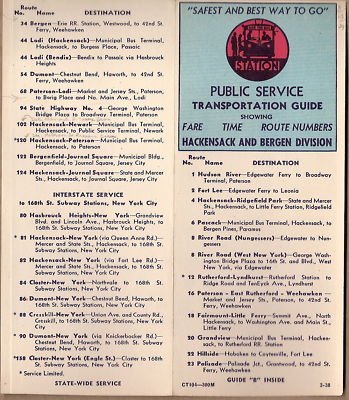 Route
No. Name DESTINATION
34 Bergen—Erie RR. Station, Westwood, to 42nd St.
Ferry, Weehawken
44 Lodi (Hackensack)—Municipal Bus Terminal,
Hackensack, to Burgess Place, Passaic
44 Lodi (Bendix)—Bendix to Passaic via Hasbrouck
Heights
54 Dumont—Chestnut Bend, Haworth, to 42nd St.
Ferry, Weehawken
68 Paterson-Lodi—Market and Jersey Sts., Paterson,
to Bwig Place and No. Main Ave., Lodi
94 State Highway No. 4—George Washington
Bridge Plaza to Broadway Terminal, Paterson
102 Hackensack-Newark—Municipal Bus Terminal,
Hackensack, to Public Service Terminal, Newark
*120 Hackensack-Paterson—Municipal Bus Terminal,
Hackensack, to Paterson
122 Bergenfield-Journal Square—Municipal Bldg.,
Bergenfield, to Journal Square, Jersey City
124 Hackensack-Journal Square—State and Mercer
Sts., Hackensack, to Journal Square, Jersey City
INTERSTATE SERVICE
to 168th St. Subway Stations, New York City
80 Hasbrouck Heights-New York—Grandview
Blvd. and Lincoln Ave., Hasbrouck Heights, to
168th St. Subway Stations, New York City
* 81 Hackensack-New York (via Queen Anne Rd.)—
Mercer and State Sts., Hackensack, to 168th St.
Subway Stations, New York City
82 Hackensack-New York (via Fort Lee Rd.)—
Mercer and State Sts., Hackensack, to 168th St.
Subway Stations, New York City
84 Closter-New York—Northvale to 168th St.
Subway Stations, New York City
86 Dumont-New York—Chestnut Bend, Haworth,
to 168th St. Subway Stations, New York City
* 88 Cresskill-New York—Union Ave. and County Rd.,
Cresskill, to 168th St. Subway Stations, New
York City
* 90 Dumont-New York (via Knickerbocker Rd.)—
Chestnut Bend, Haworth, to 168th St. Subway
Stations, New York City
*158 Closter-New York (Engle St.)—Closter to 168th
St. Subway Stations, New York City
* Service Limited.
STATE-WIDE SERVICE
"SAFEST AND BEST WAY TO GO"
STATION
PUBLIC SERVICE
TRANSPORTATION GUIDE
SHOWING
FARE TIME ROUTE NUMBERS
HACKENSACK AND BERGEN DIVISION
Route
No. Name DESTINATION
1 Hudson River—Edgewater Ferry to Broadway
Terminal, Paterson
2 Fort Lee—Edgewater Ferry to Leonia
4 Hackensack-Ridgefield Park—State and Mercer
Sts., Hackensack, to Little Ferry Station, Ridgefield
Park
6 Pascack—Municipal Bus Terminal, Hackensack, to
Bergen Pines, Paramus
8 River Road (Nungessers)—Edgewater to Nun-
gessers
8 River Road (West New York)—George Wash-
ington Bridge Plaza to 16th St. and Blvd., West
New York, via Edgewater
* 12 Rutherford-Lyndhurst—Rutherford Station to
Ridge Road and TenEyck Ave., Lyndhurst
16 Paterson - East Rutherford - Weehawken -
Market and Jersey Sts., Paterson, to 42nd St.
Ferry, Weehawken
18 Fairmount-Little Ferry—Summit Ave., North
Hackensack, to Washington Ave. and Main St.,
Little Ferry
20 Grandview—Municipal Bus Terminal, Hacken-
sack, to Hackensack Road Terminal
22 Hillside—Hoboken to Coytesville, Fort Lee
23 Palisade—Palisade Jct., Grantwood, to 42nd St.
Ferry, Weehawken
CT104—300M GUIDE "B" INSIDE 3-38